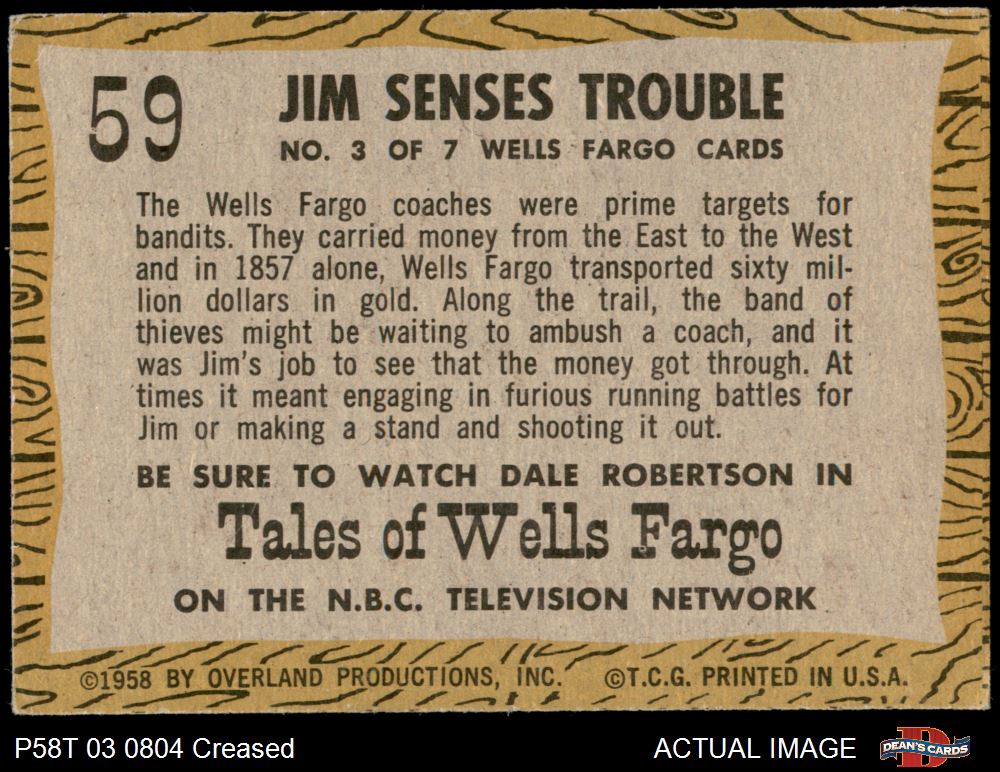 59
JIM SENSES TROUBLE
NO. 3 OF 7 WELLS FARGO CARDS
The Wells Fargo coaches were prime targets for
bandits. They carried money from the East to the West
and in 1857 alone, Wells Fargo transported sixty mil-
lion dollars in gold. Along the trail, the band of
thieves might be waiting to ambush a coach, and it
was Jim's job to see that the money got through. At
times it meant engaging in furious running battles for
Jim or making a stand and shooting it out.
BE SURE TO WATCH DALE ROBERTSON IN
Tales of Wells Fargo
ON THE N.B.C. TELEVISION NETWORK
©1958 BY OVERLAND PRODUCTIONS, INC. ©T.C.G. PRINTED IN U.S.A.
P58T 03 0804 Creased
ACTUAL IMAGE
D
DEAN'S CARDS